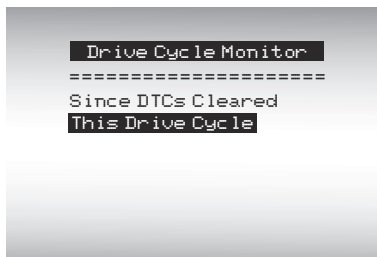 Drive Cycle Monitor
======================
Since DTCs Cleared
This Drive Cycle